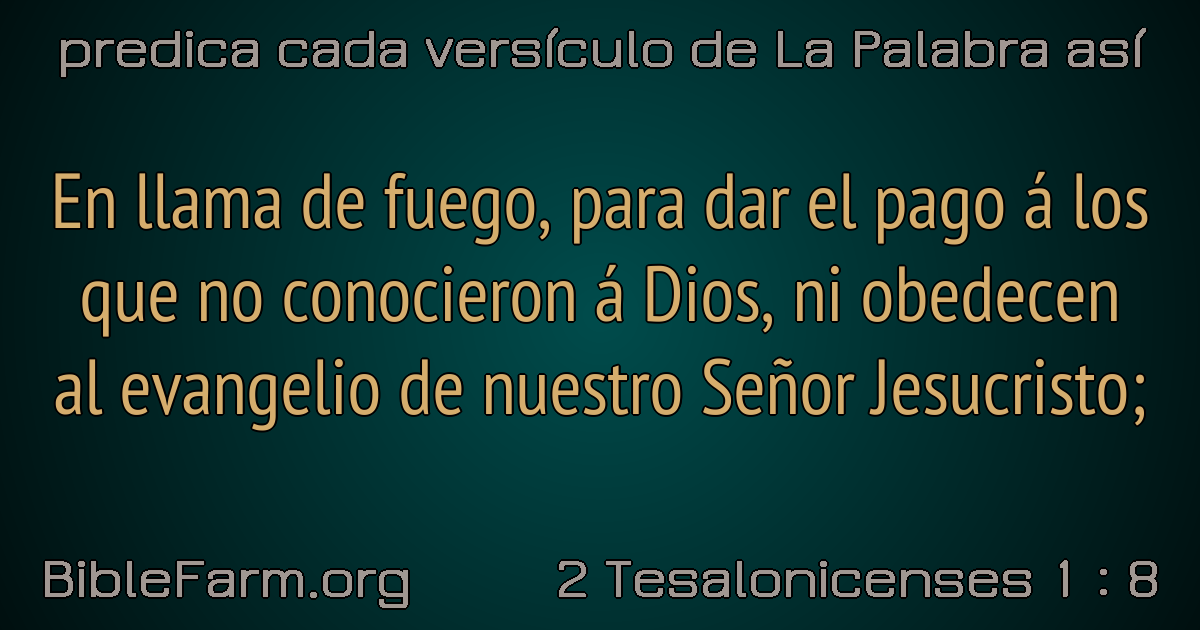 predica cada versículo de La Palabra así
En llama de fuego, para dar el pago á los
que no conocieron á Dios, ni obedecen
al evangelio de nuestro Señor Jesucristo;
BibleFarm.org
2 Tesalonicenses 1 : 8